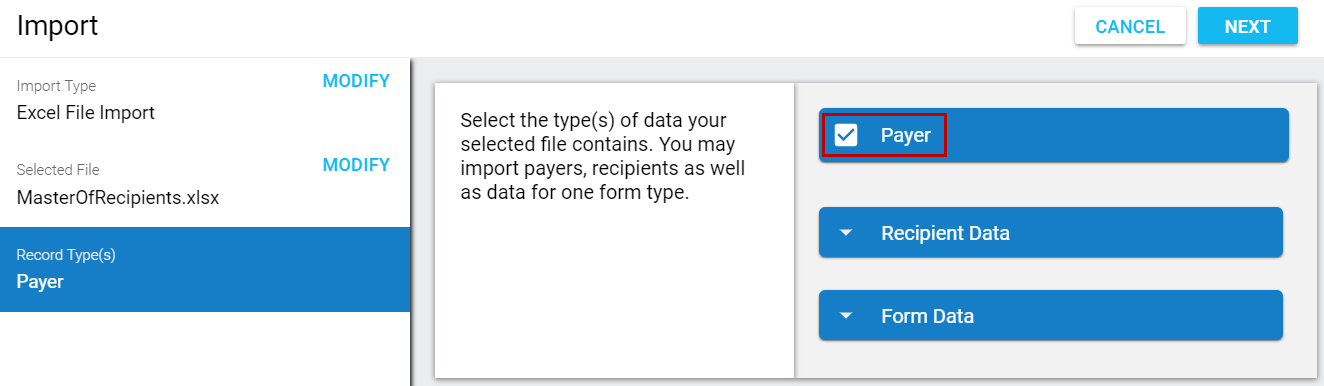 Import
CANCEL
NEXT
Import Type
MODIFY
Excel File Import
Selected File
MODIFY
MasterOfRecipients.xlsx
Record Type(s)
Payer
Select the type(s) of data your
selected file contains. You may
import payers, recipients as well
as data for one form type.
Payer
Recipient Data
Form Data